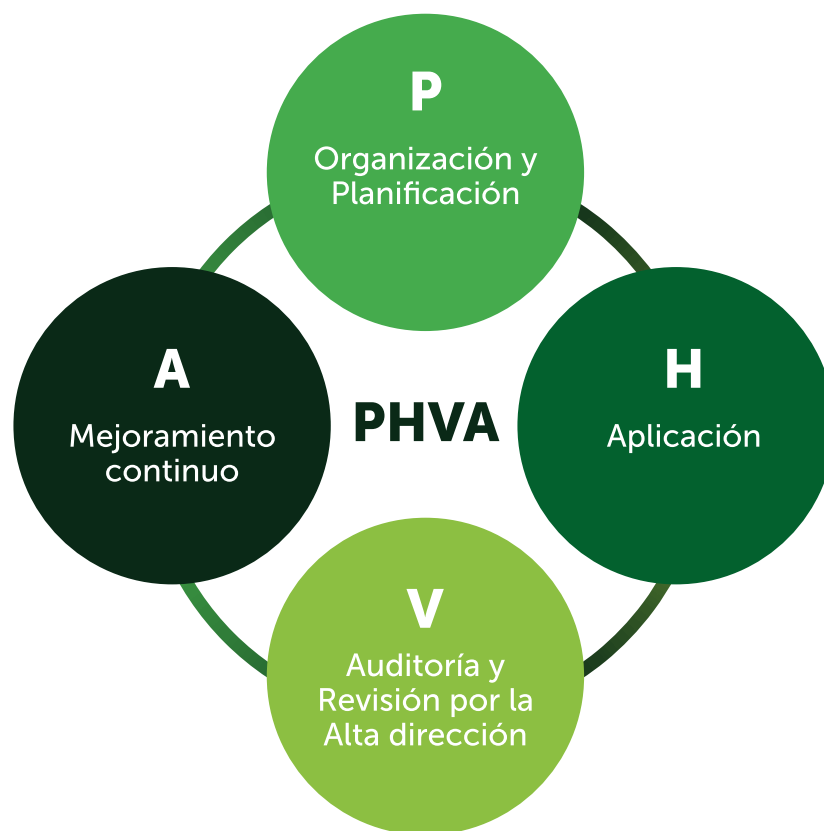 P
Organización y
Planificación
A
Mejoramiento
continuo
PHVA
H
Aplicación
V
Auditoría y
Revisión por la
Alta dirección